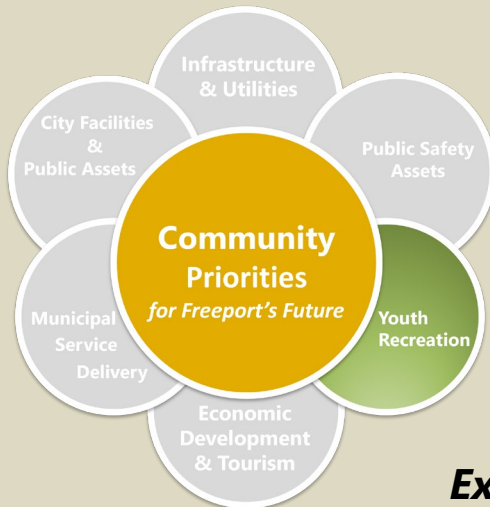 Infrastructure
& Utilities
City Facilities
&
Public Assets
Public Safety
Assets
Community
Priorities
for Freeport's Future
Municipal
Service
Delivery
Youth
Recreation
Economic
Development
& Tourism
Ex